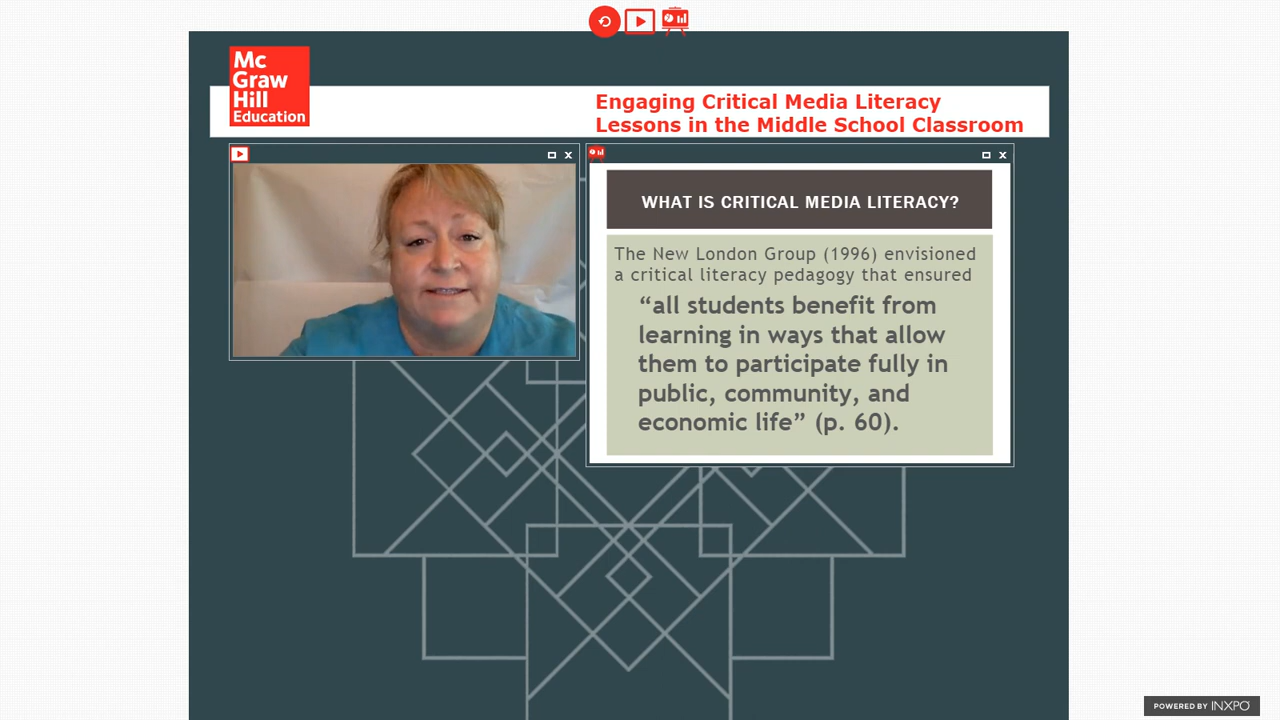 Mc
Graw
Hill
Education
Engaging Critical Media Literacy
Lessons in the Middle School Classroom
WHAT IS CRITICAL MEDIA LITERACY?
The New London Group (1996) envisioned
a critical literacy pedagogy that ensured
“all students benefit from
learning in ways that allow
them to participate fully in
public, community, and
economic life” (p. 60).
POWERED BY INXPO